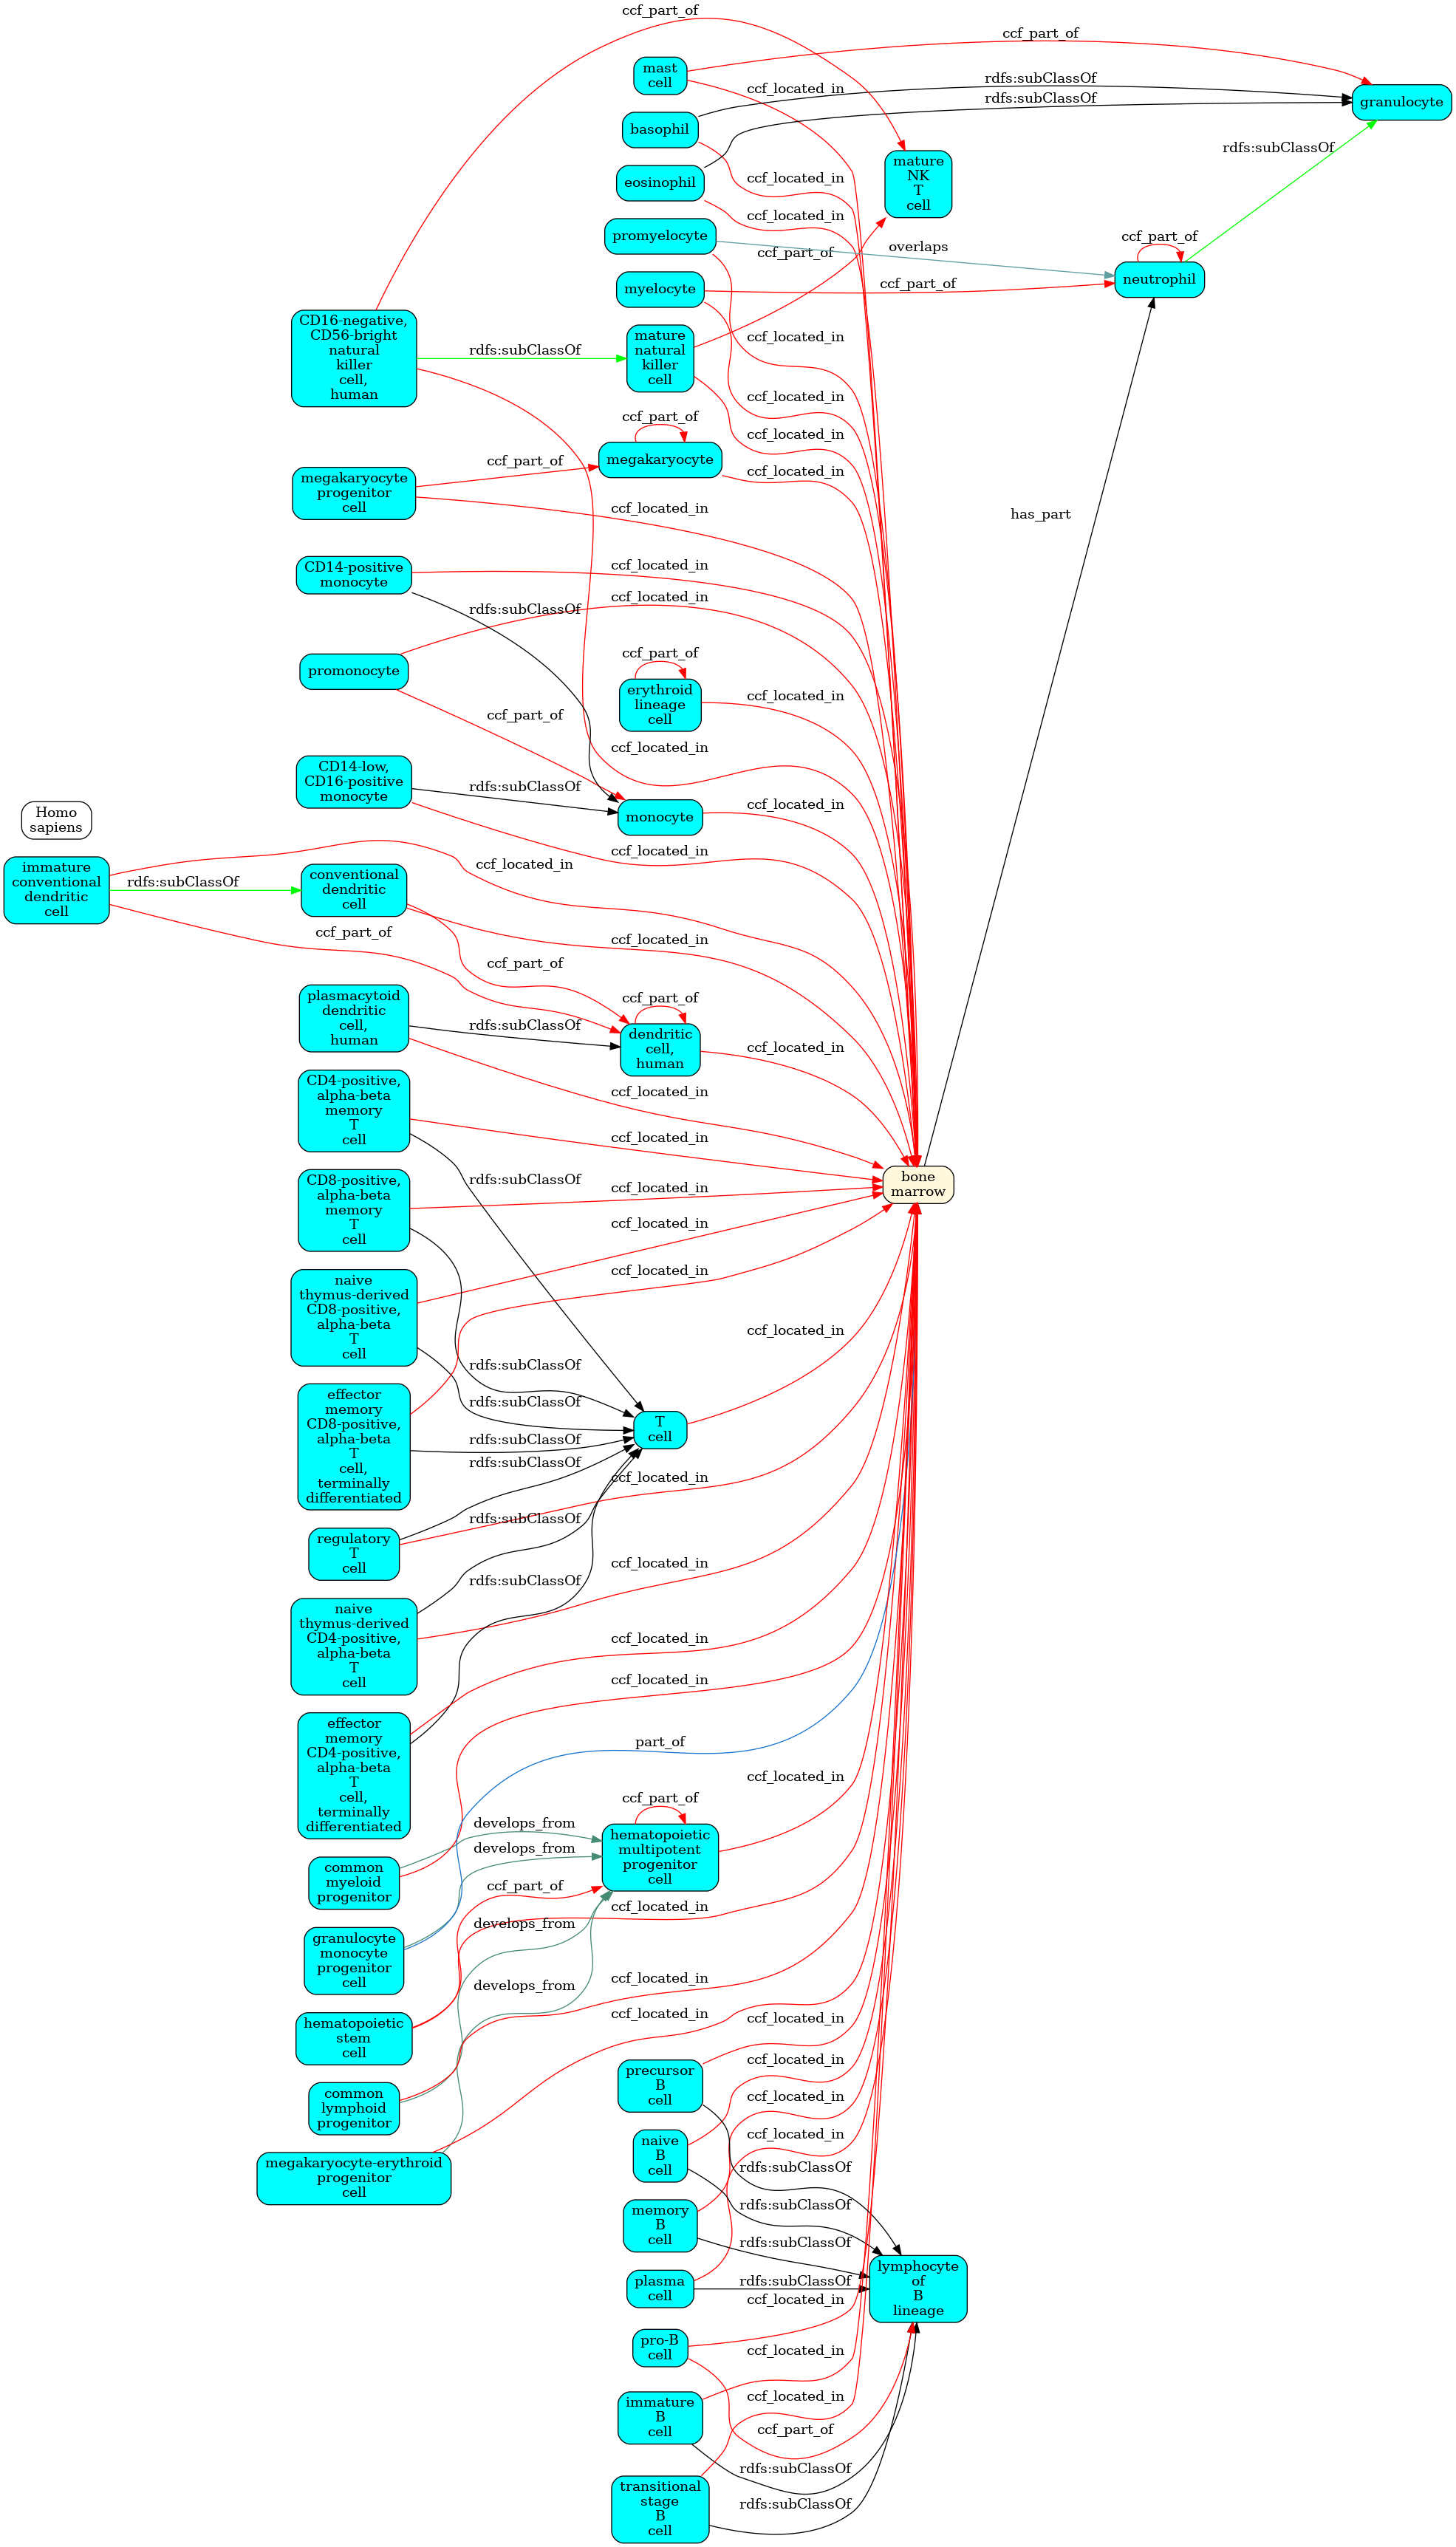 ccf_part_of
mast
cell
ccf_part_of
rdfs:subClassOf
ccf_located_in
rdfs:subClassOf
granulocyte
basophil
rdfs:subClassOf
mature
NK
T
cell
eosinophil
ccf_located_in
ccf_located_in
promyelocyte
overlaps
ccf_part_of
ccf_part_of
neutrophil
myelocyte
ccf_part_of
CD16-negative,
CD56-bright
natural
killer
cell,
human
rdfs:subClassOf
mature
natural
killer
cell
ccf_located_in
ccf_located_in
ccf_part_of
ccf_located_in
megakaryocyte
ccf_located_in
megakaryocyte
progenitor
cell
ccf_part_of
ccf_located_in
has_part
CD14-positive
monocyte
ccf_located_in
rdfs:subClassOf
ccf_located_in
promonocyte
ccf_part_of
ccf_part_of
erythroid
lineage
cell
ccf_located_in
ccf_located_in
CD14-low,
CD16-positive
monocyte
rdfs:subClassOf
monocyte
ccf_located_in
ccf_located_in
Homo
sapiens
immature
conventional
dendritic
cell
rdfs:subClassOf
conventional
dendritic
cell
ccf_located_in
ccf_part_of
ccf_located_in
ccf_part_of
plasmacytoid
dendritic
cell,
human
rdfs:subClassOf
ccf_part_of
dendritic
cell,
human
ccf_located_in
ccf_located_in
CD4-positive,
alpha-beta
memory
T
cell
ccf_located_in
rdfs:subClassOf
bone
marrow
CD8-positive,
alpha-beta
memory
T
cell
ccf_located_in
ccf_located_in
naive
thymus-derived
CD8-positive,
alpha-beta
T
cell
ccf_located_in
ccf_located_in
rdfs:subClassOf
rdfs:subClassOf
effector
memory
CD8-positive,
alpha-beta
T
cell,
terminally
differentiated
rdfs:subClassOf
rdfs:subClassOf
T
cell
ccf_located_in
regulatory
T
cell
rdfs:subClassOf
ccf_located_in
naive
thymus-derived
CD4-positive,
alpha-beta
T
cell
rdfs:subClassOf
ccf_located_in
ccf_located_in
effector
memory
CD4-positive,
alpha-beta
T
cell,
terminally
differentiated
part_of
ccf_located_in
ccf_part_of
hematopoietic
multipotent
progenitor
cell
common
myeloid
progenitor
develops_from
develops_from
ccf_part_of
ccf_located_in
granulocyte
monocyte
progenitor
cell
develops_from
develops_from
ccf_located_in
hematopoietic
stem
cell
ccf_located_in
ccf_located_in
common
lymphoid
progenitor
precursor
B
cell
ccf_located_in
ccf_located_in
megakaryocyte-erythroid
progenitor
cell
naive
B
cell
ccf_located_in
rdfs:subClassOf
memory
B
cell
rdfs:subClassOf
rdfs:subClassOf
plasma
cell
rdfs:subClassOf
ccf_located_in
lymphocyte
of
B
lineage
pro-B
cell
ccf_located_in
immature
B
cell
ccf_located_in
ccf_part_of
rdfs:subClassOf
transitional
stage
B
cell
rdfs:subClassOf